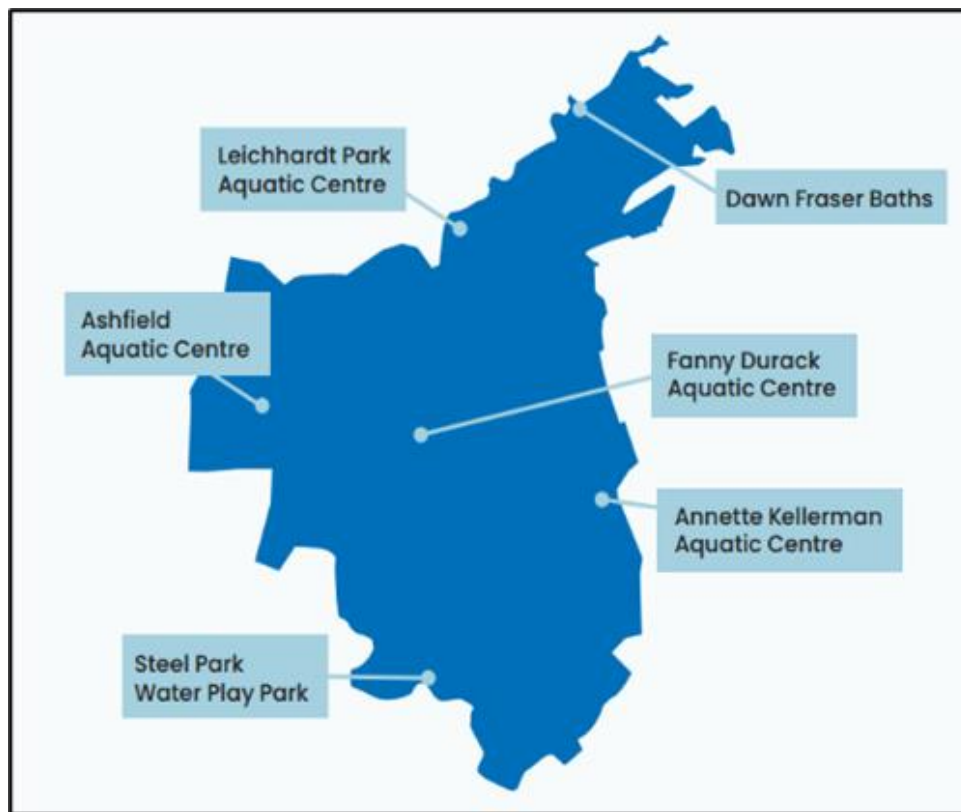 Leichhardt Park
Aquatic Centre
Dawn Fraser Baths
Ashfield
Aquatic Centre
Fanny Durack
Aquatic Centre
Annette Kellerman
Aquatic Centre
Steel Park
Water Play Park